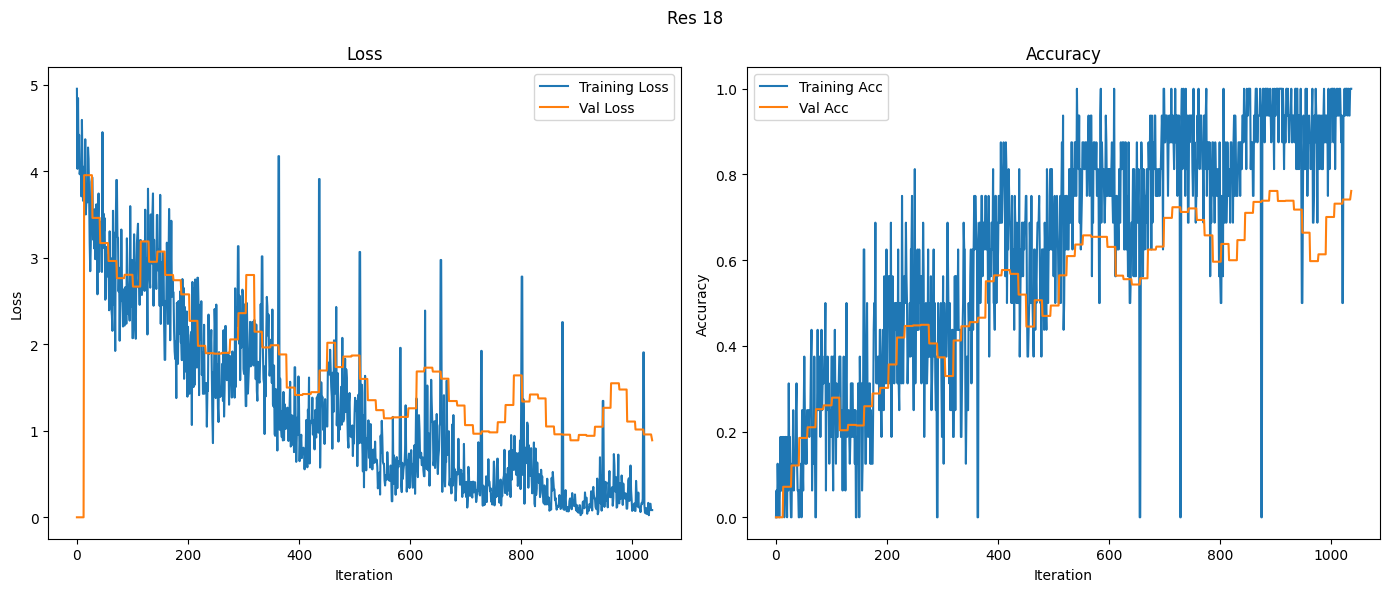 Res 18
Loss
Training Loss
Val Loss
5
4
3
2
1
0
Loss
0 200 400 600 800 1000
Iteration
Accuracy
Training Acc
Val Acc
1.0
0.8
0.6
0.4
0.2
0.0
Accuracy
0 200 400 600 800 1000
Iteration